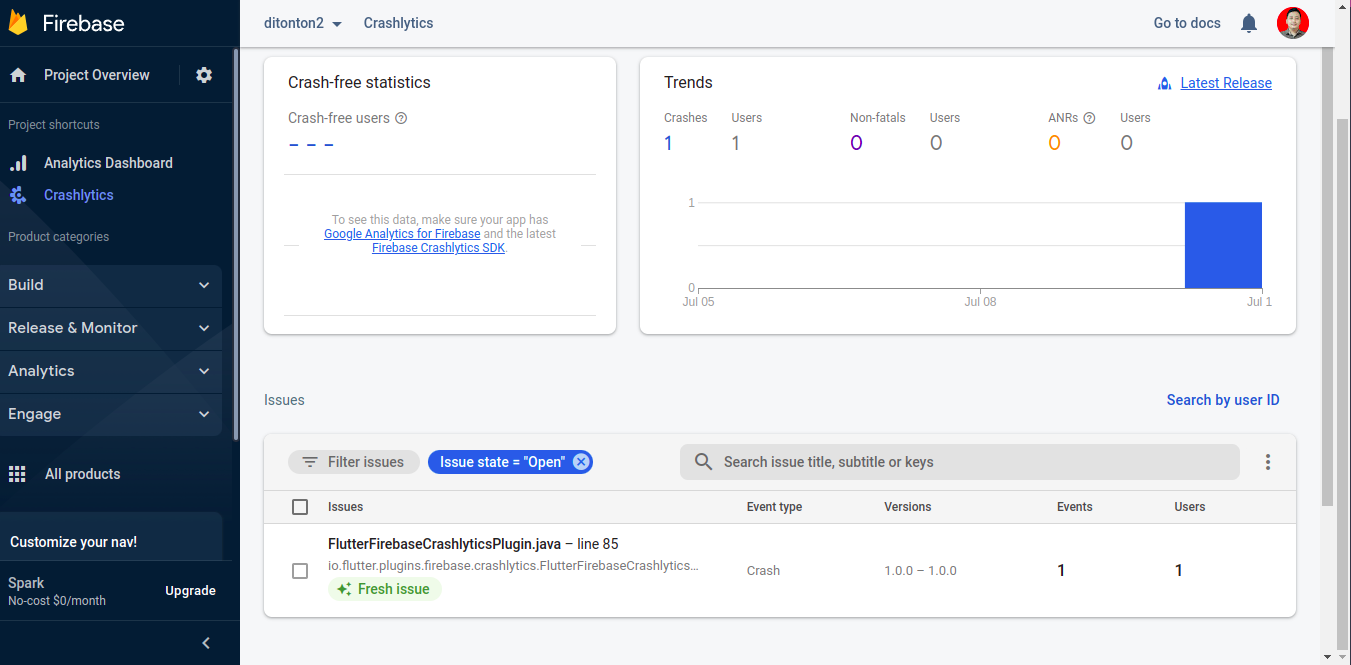 Firebase
ditonton2
Crashlytics
Go to docs
Project Overview
Project shortcuts
Analytics Dashboard
Crashlytics
Product categories
Build
Release & Monitor
Analytics
Engage
All products
Customize your nav!
Spark
No-cost $0/month
Upgrade
Crash-free statistics
Crash-free users
– – –
To see this data, make sure your app has
Google Analytics for Firebase and the latest
Firebase Crashlytics SDK.
Trends
Latest Release
Crashes Users Non-fatals Users ANRs Users
1 1 0 0 0 0
1
0
Jul 05 Jul 08 Jul 1
Issues
Search by user ID
Filter issues
Issue state = "Open"
Search issue title, subtitle or keys
Issues Event type Versions Events Users
FlutterFirebaseCrashlyticsPlugin.java – line 85
io.flutter.plugins.firebase.crashlytics.FlutterFirebaseCrashlytics…
Fresh issue
Crash 1.0.0 – 1.0.0 1 1